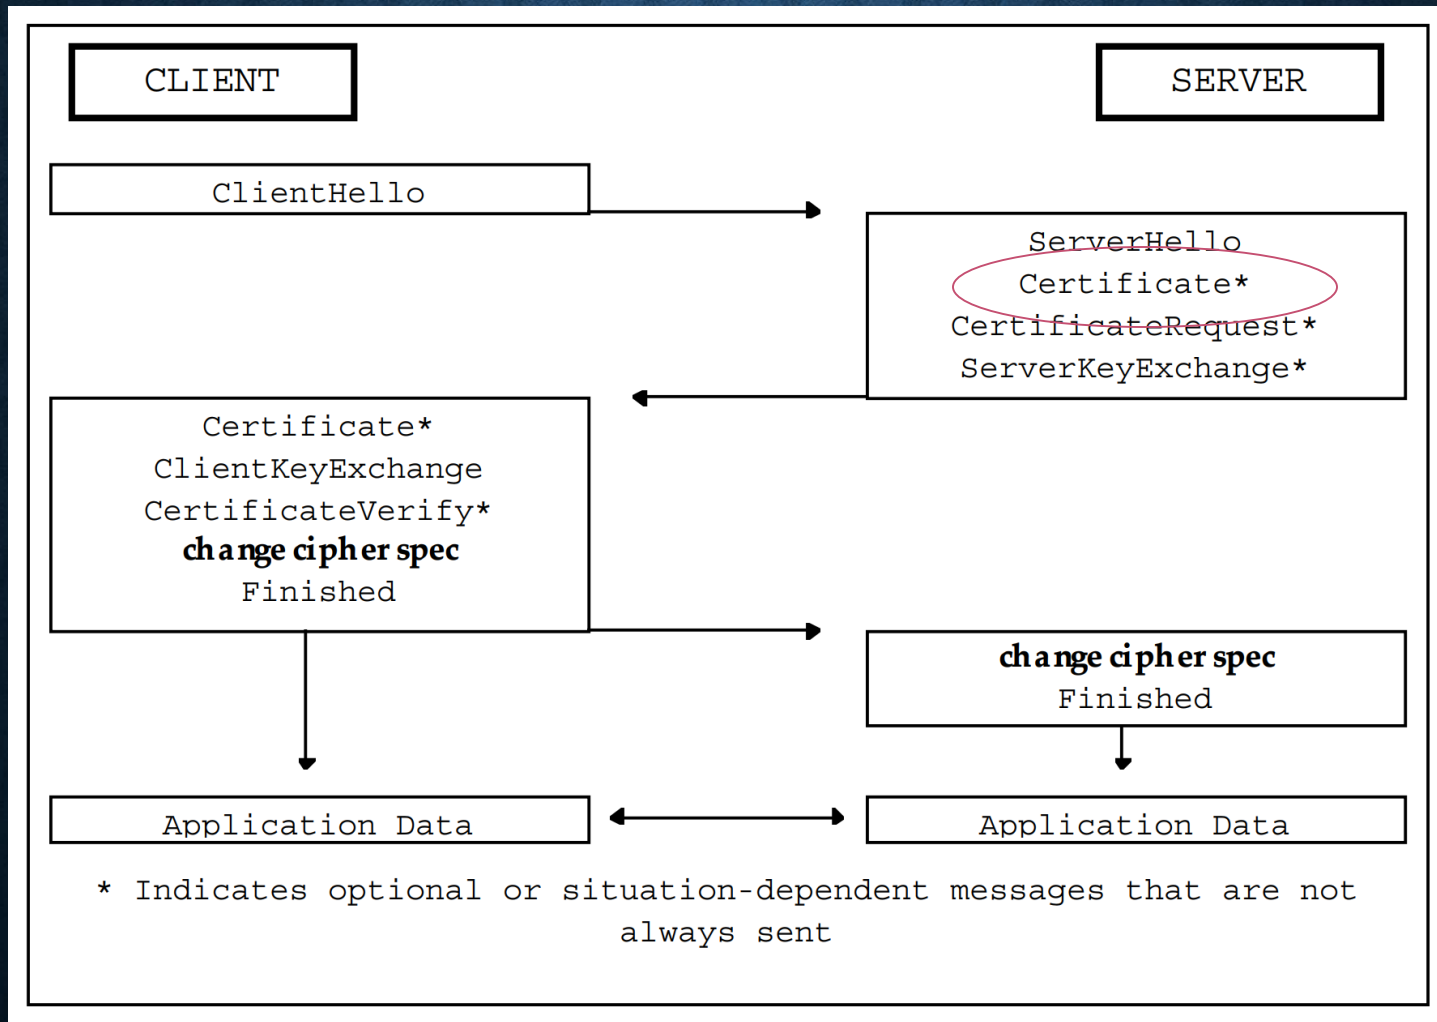 CLIENT
SERVER
ClientHello
ServerHello
Certificate*
CertificateRequest*
ServerKeyExchange*
Certificate*
ClientKeyExchange
CertificateVerify*
change cipher spec
Finished
change cipher spec
Finished
Application Data
Application Data
* Indicates optional or situation-dependent messages that are not
always sent